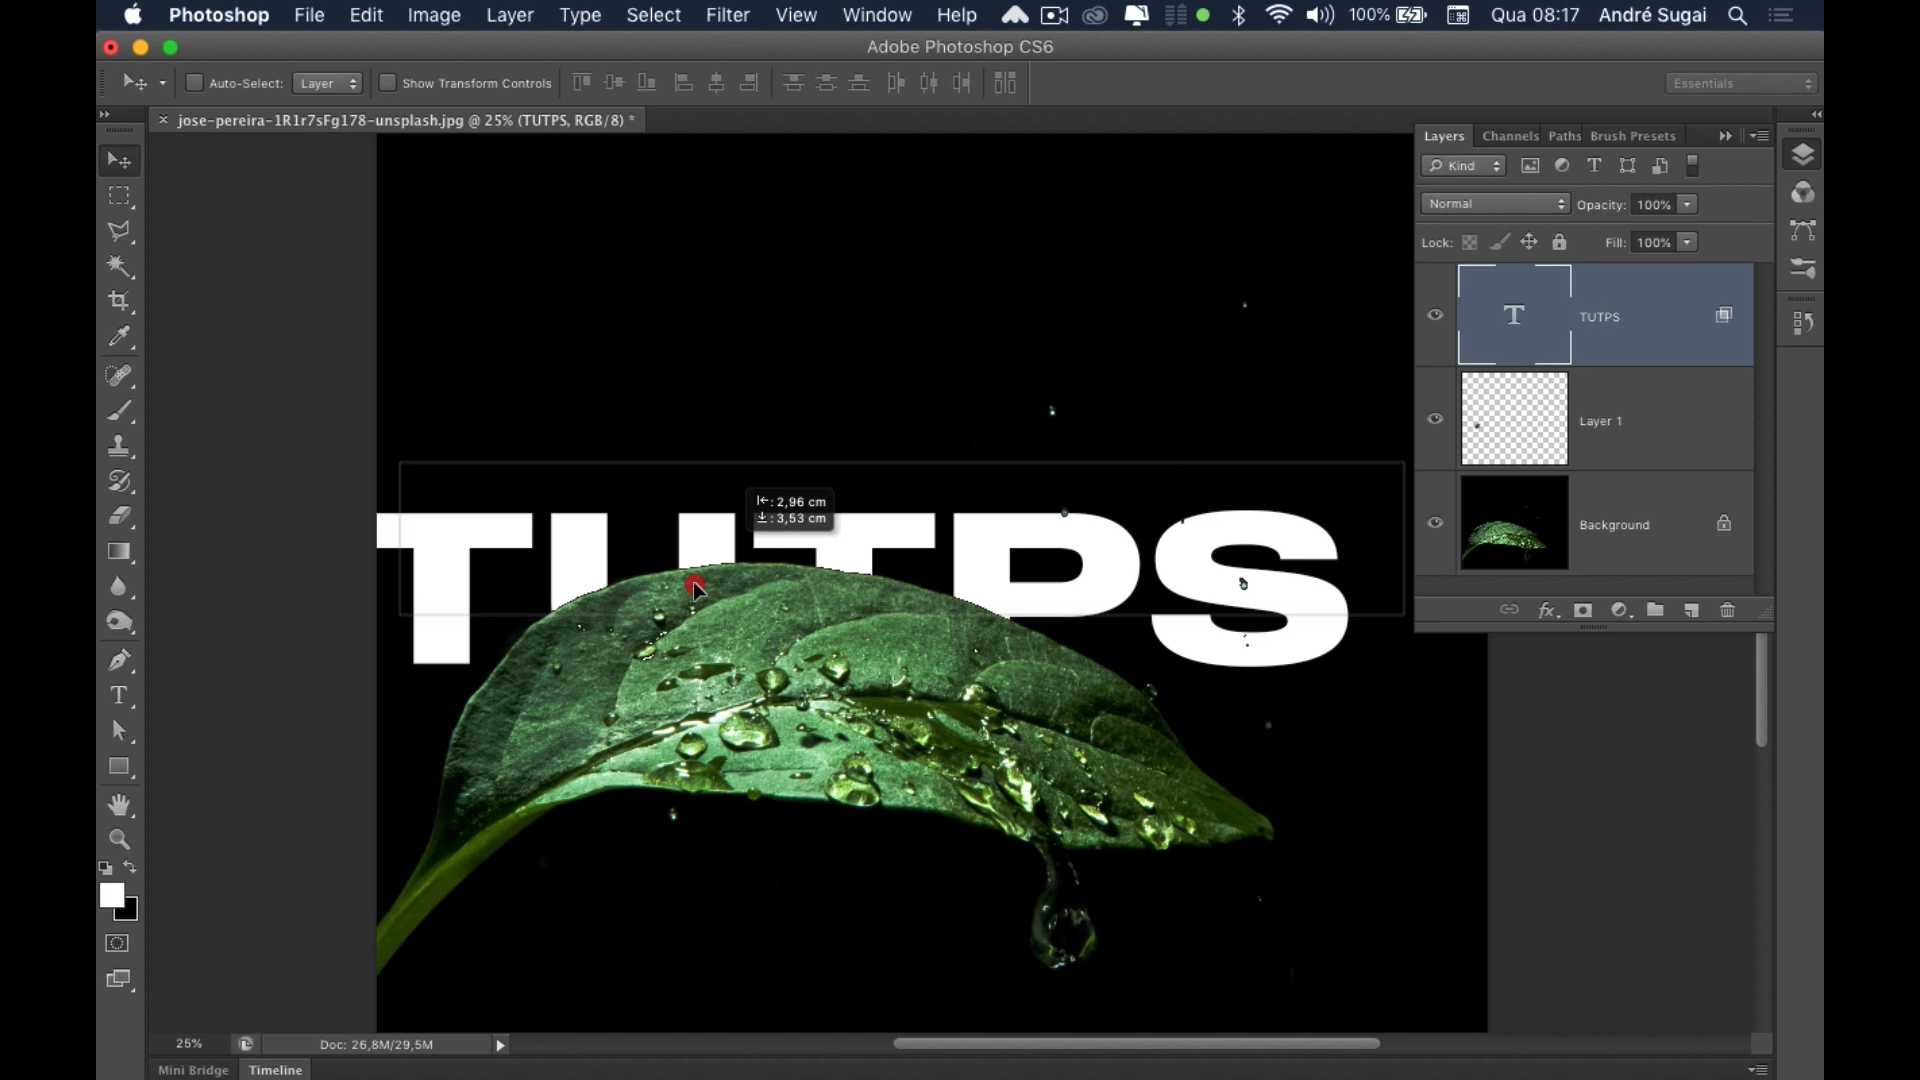 Photoshop File Edit Image Layer Type Select Filter View Window Help 100% Qua 08:17 André Sugai
Adobe Photoshop CS6
Auto-Select: Layer Show Transform Controls Essentials
× jose-pereira-1R1r7sFg178-unsplash.jpg @ 25% (TUTPS, RGB/8) *
Layers Channels Paths Brush Presets
Kind
Normal Opacity: 100%
Lock: Fill: 100%
T TUTPS
Layer 1
Background
TUTPS
: 2,96 cm
: 3,53 cm
25% Doc: 26,8M/29,5M
Mini Bridge Timeline